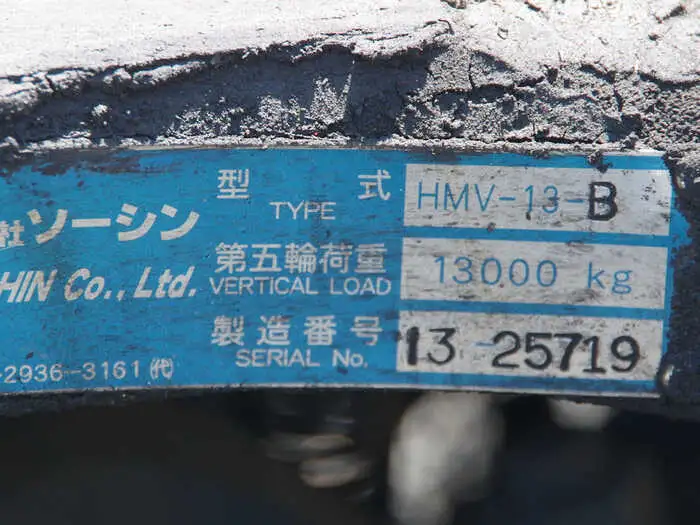 型式 HMV-13-B
TYPE
社ソーシン
第五輪荷重 13000 kg
HIN Co., Ltd. VERTICAL LOAD
製造番号 13 25719
SERIAL No.
-2936-3161(代)